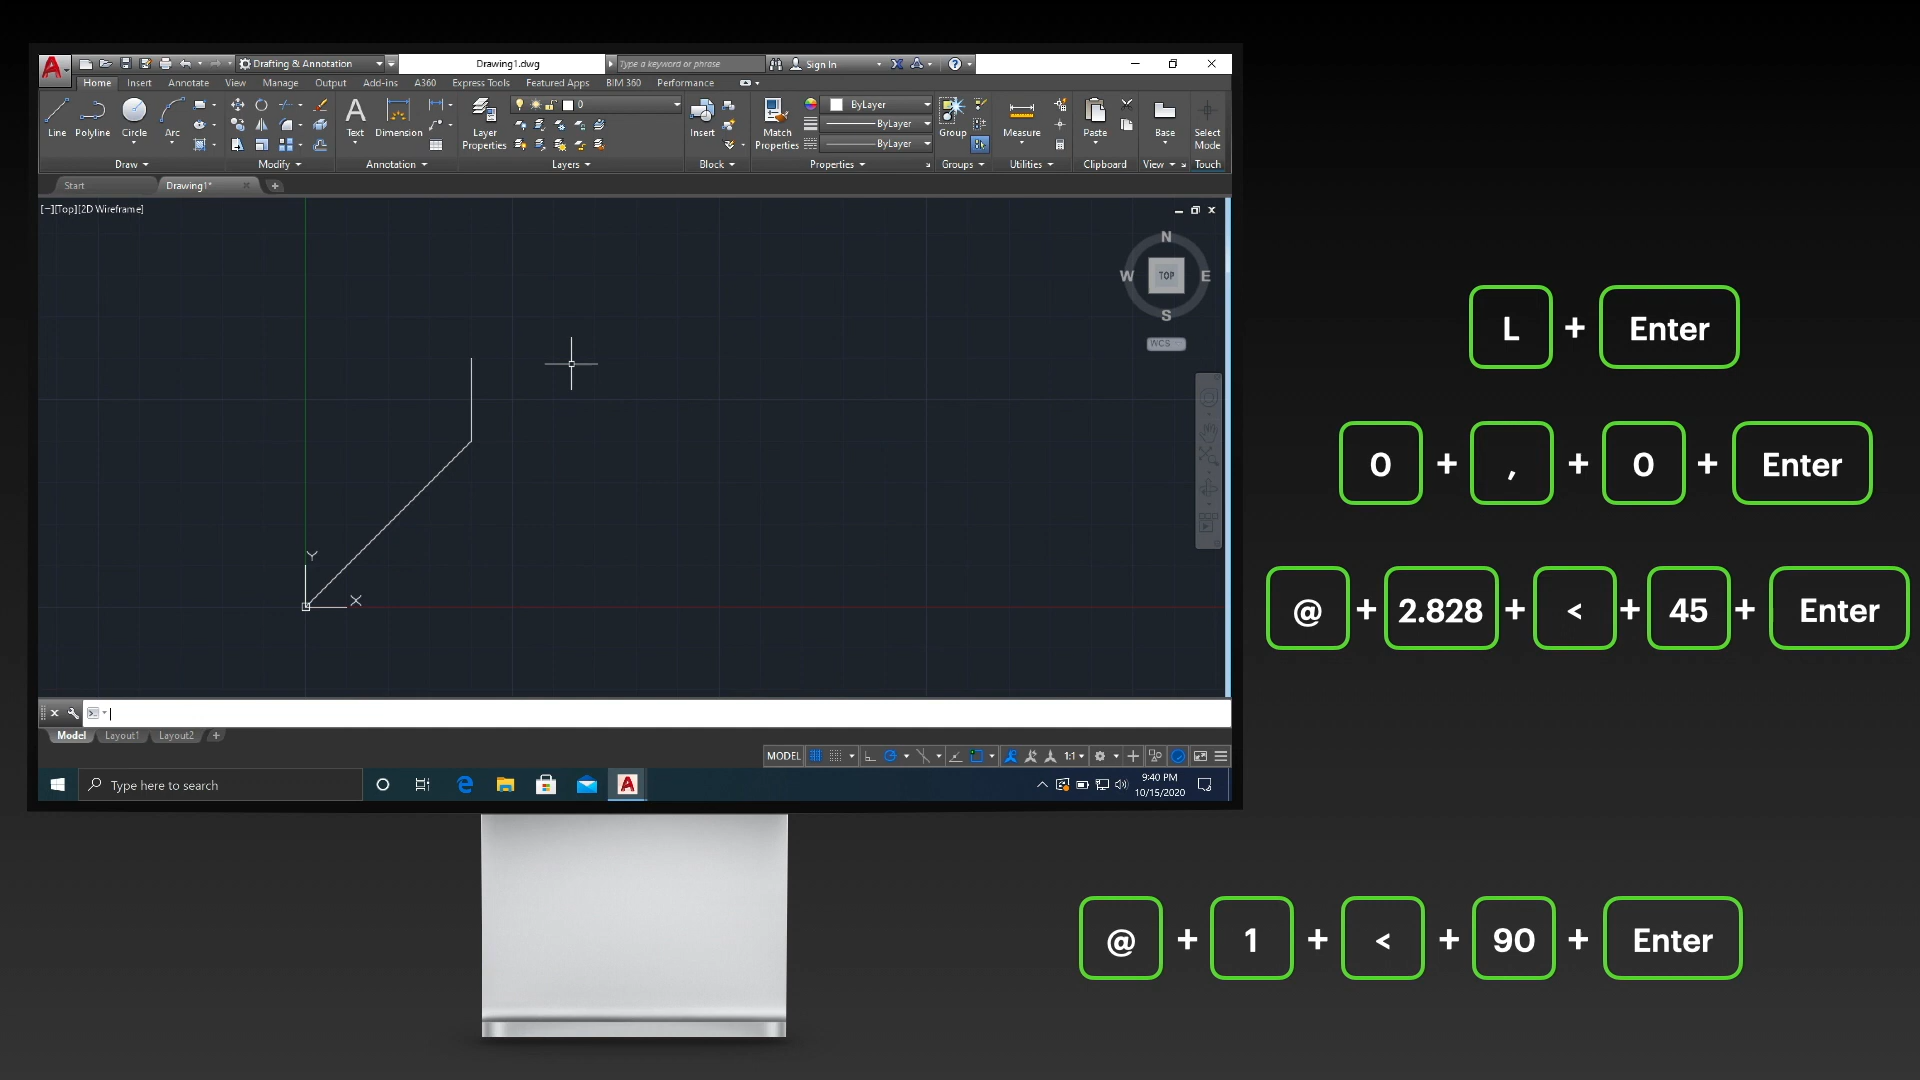 Drafting & Annotation
Drawing1.dwg
Type a keyword or phrase
Sign In
Home Insert Annotate View Manage Output Add-ins A360 Express Tools Featured Apps BIM 360 Performance
0
ByLayer
ByLayer
ByLayer
Line Polyline Circle Arc
Text Dimension
Layer Properties
Insert
Match Properties
Group
Measure
Paste
Base
Select Mode
Draw Modify Annotation Layers Block Properties Groups Utilities Clipboard View Touch
Start Drawing1* +
[−][Top][2D Wireframe]
N
W TOP E
S
WCS
Y
X
Model Layout1 Layout2 +
MODEL 1:1
Type here to search
9:40 PM
10/15/2020
L + Enter
0 + , + 0 + Enter
@ + 2.828 + < + 45 + Enter
@ + 1 + < + 90 + Enter